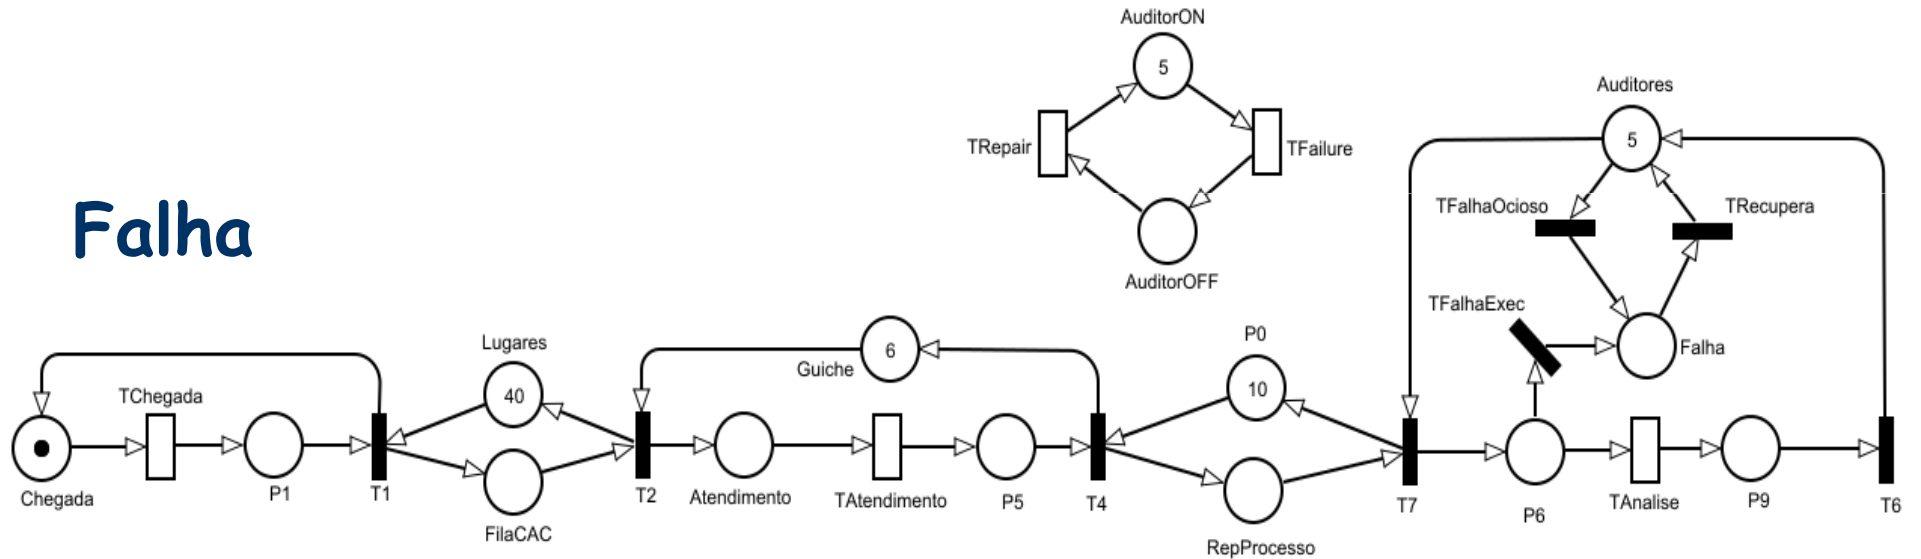 AuditorON
5
Auditores
5
TRepair
TFailure
TFalhaOcioso
TRecupera
Falha
AuditorOFF
TFalhaExec
P0
Lugares
6
Falha
Guiche
TChegada
40
10
Chegada
P1
T1
T2
Atendimento
TAtendimento
P5
T4
T7
P6
TAnalise
P9
T6
FilaCAC
RepProcesso